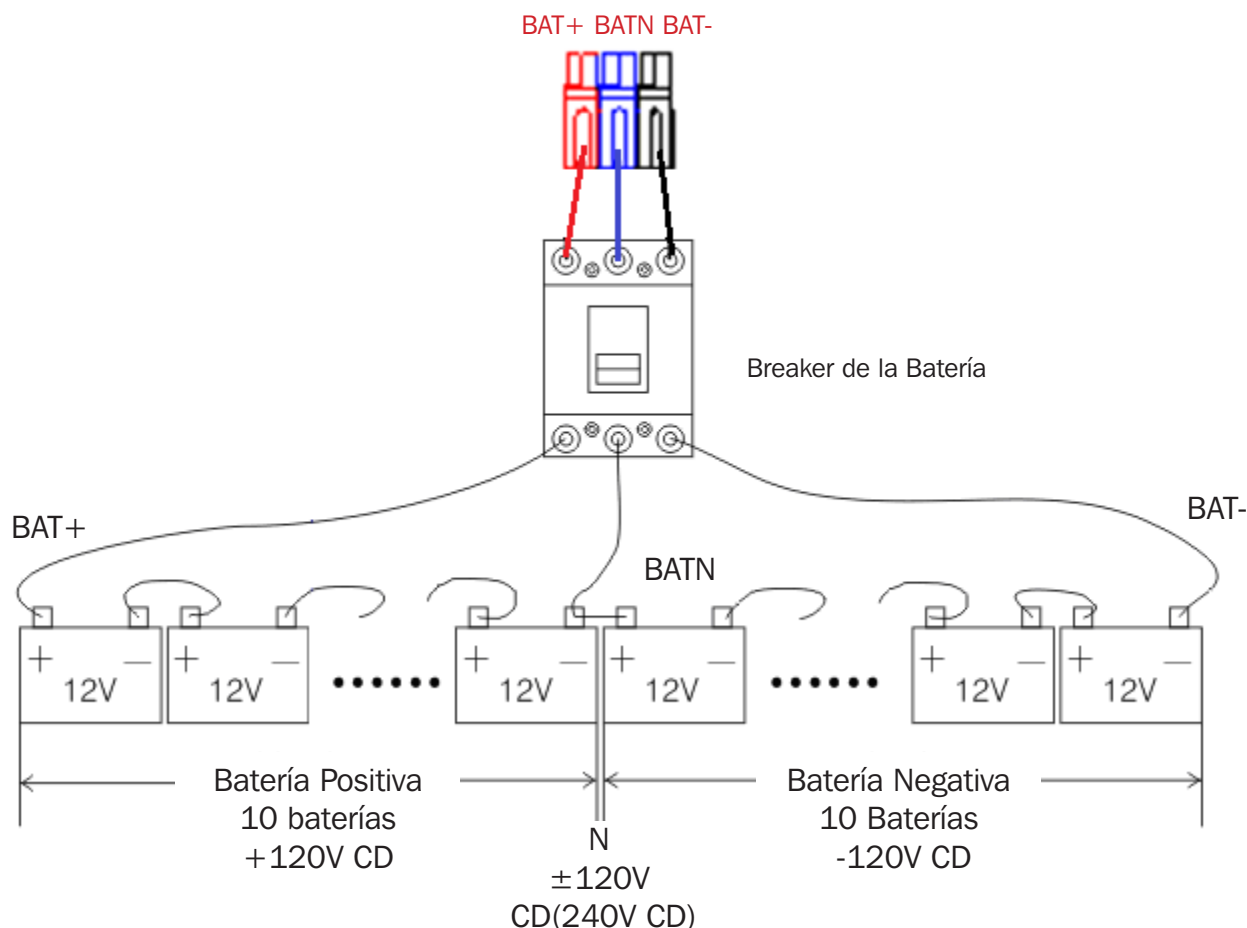 BAT+ BATN BAT-
Breaker de la Batería
BAT+
BAT-
BATN
+ — + — + — + — + — + —
12V 12V 12V 12V 12V 12V
Batería Positiva
10 baterías
+120V CD
Batería Negativa
10 Baterías
-120V CD
N
±120V
CD(240V CD)